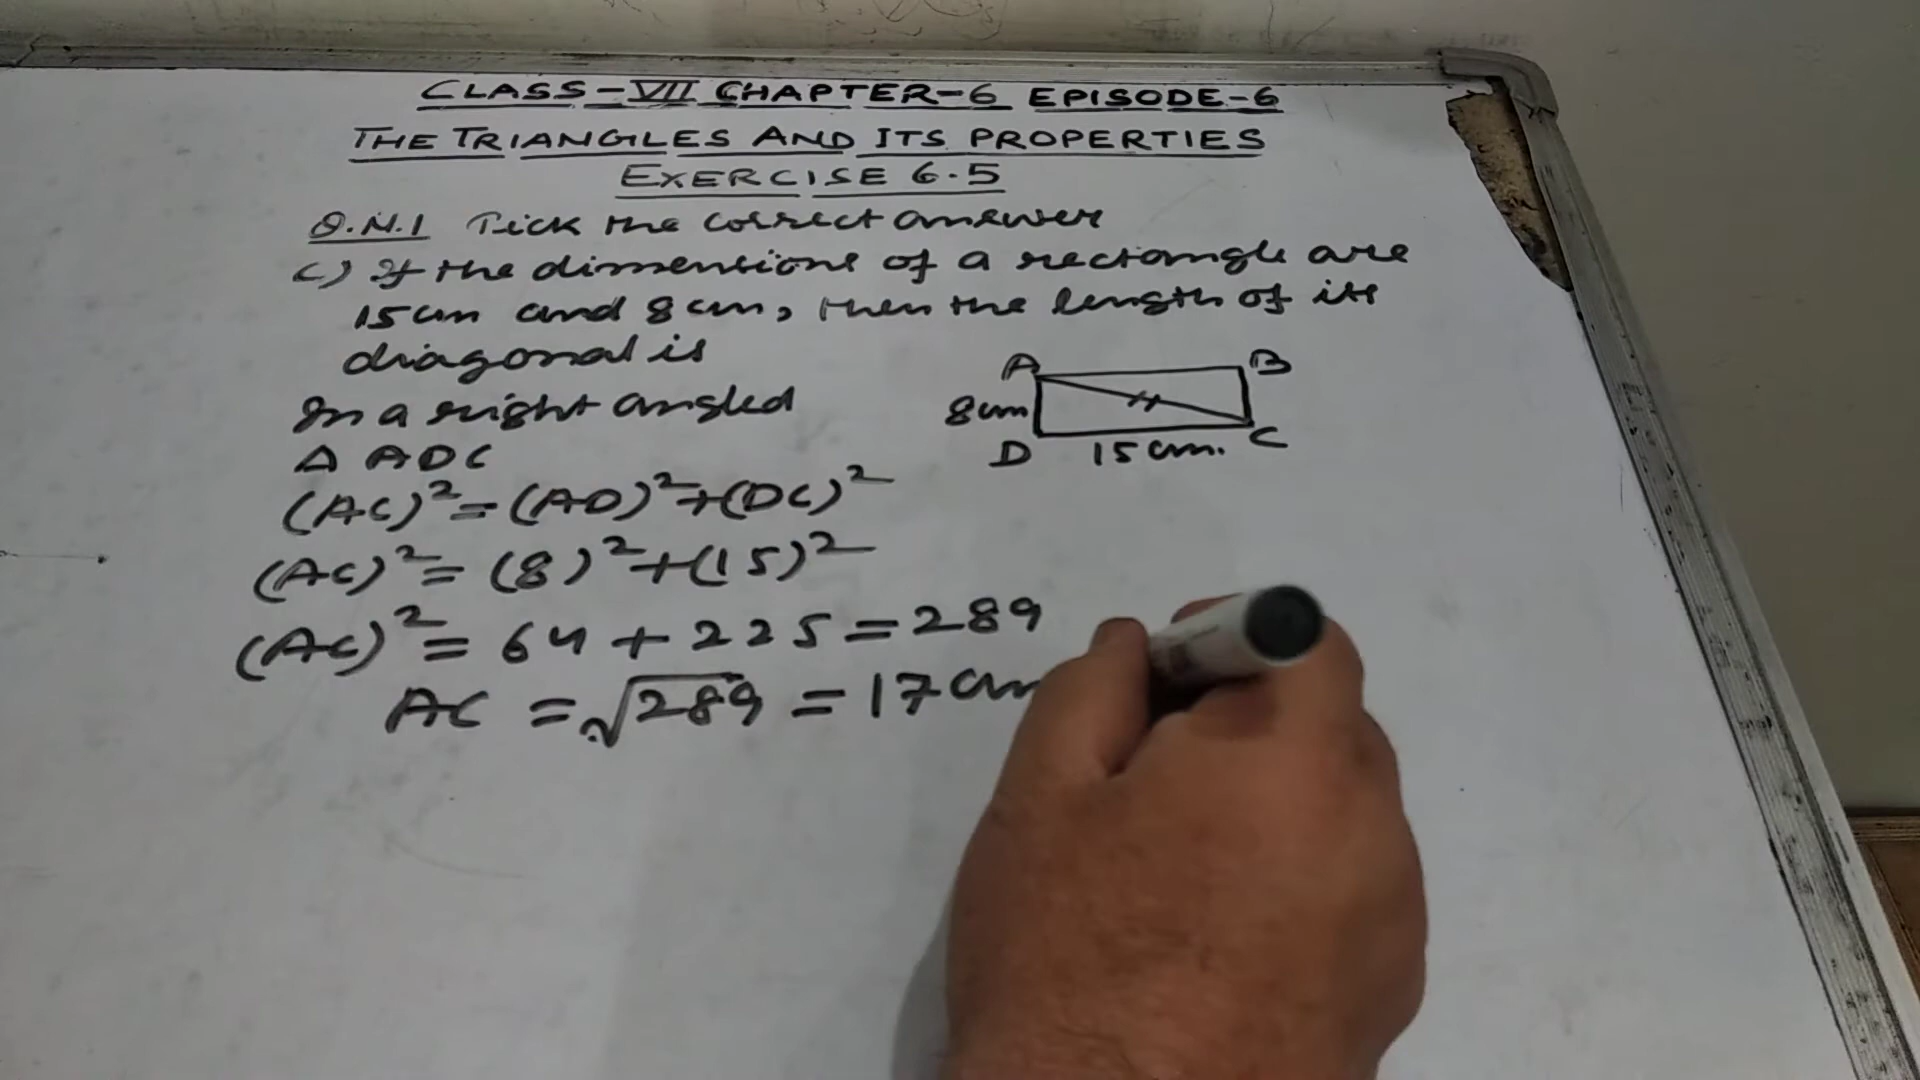 CLASS-VII CHAPTER-6 EPISODE-6
THE TRIANGLES AND ITS PROPERTIES
EXERCISE 6.5
Q.N.1 Tick the correct answer
c) If the dimensions of a rectangle are
15cm and 8cm, then the length of its
diagonal is
A B
In a right angled
8cm
Δ ADC
D 15cm. C
(AC)²=(AD)²+(DC)²
(AC)²=(8)²+(15)²
(AC)²=64+225=289
AC=√289=17cm